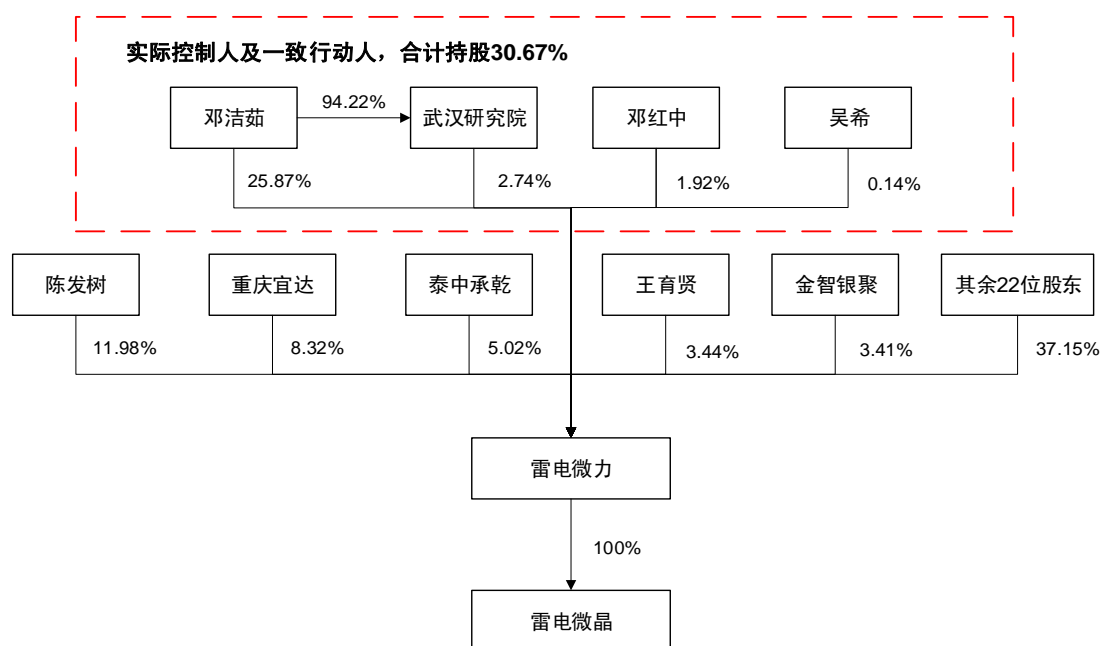 实际控制人及一致行动人，合计持股30.67%
邓洁茹
94.22%
武汉研究院
邓红中
吴希
25.87%
2.74%
1.92%
0.14%
陈发树
重庆宜达
泰中承乾
王育贤
金智银聚
其余22位股东
11.98%
8.32%
5.02%
3.44%
3.41%
37.15%
雷电微力
100%
雷电微晶